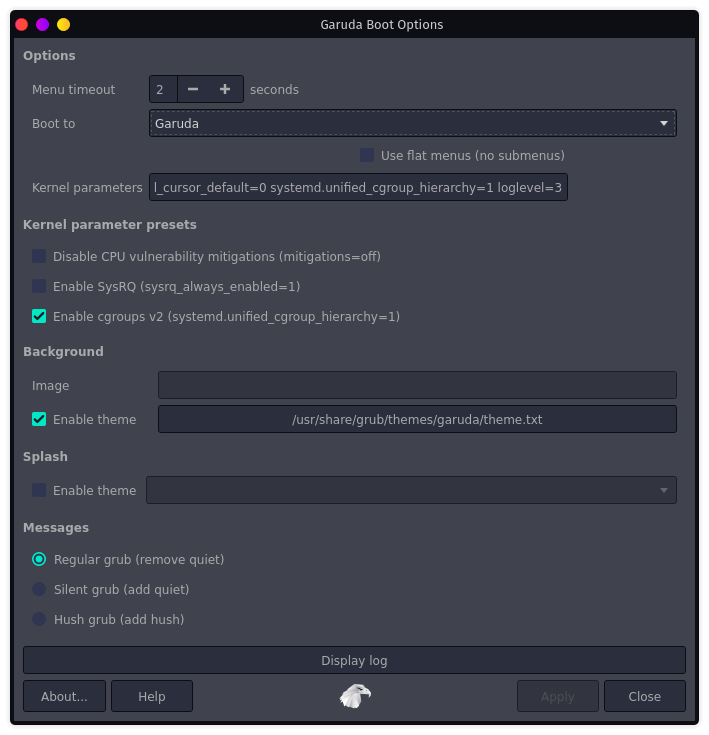 Garuda Boot Options
Options
Menu timeout 2 seconds
Boot to Garuda
Use flat menus (no submenus)
Kernel parameters l_cursor_default=0 systemd.unified_cgroup_hierarchy=1 loglevel=3
Kernel parameter presets
Disable CPU vulnerability mitigations (mitigations=off)
Enable SysRQ (sysrq_always_enabled=1)
Enable cgroups v2 (systemd.unified_cgroup_hierarchy=1)
Background
Image
Enable theme /usr/share/grub/themes/garuda/theme.txt
Splash
Enable theme
Messages
Regular grub (remove quiet)
Silent grub (add quiet)
Hush grub (add hush)
Display log
About... Help Apply Close